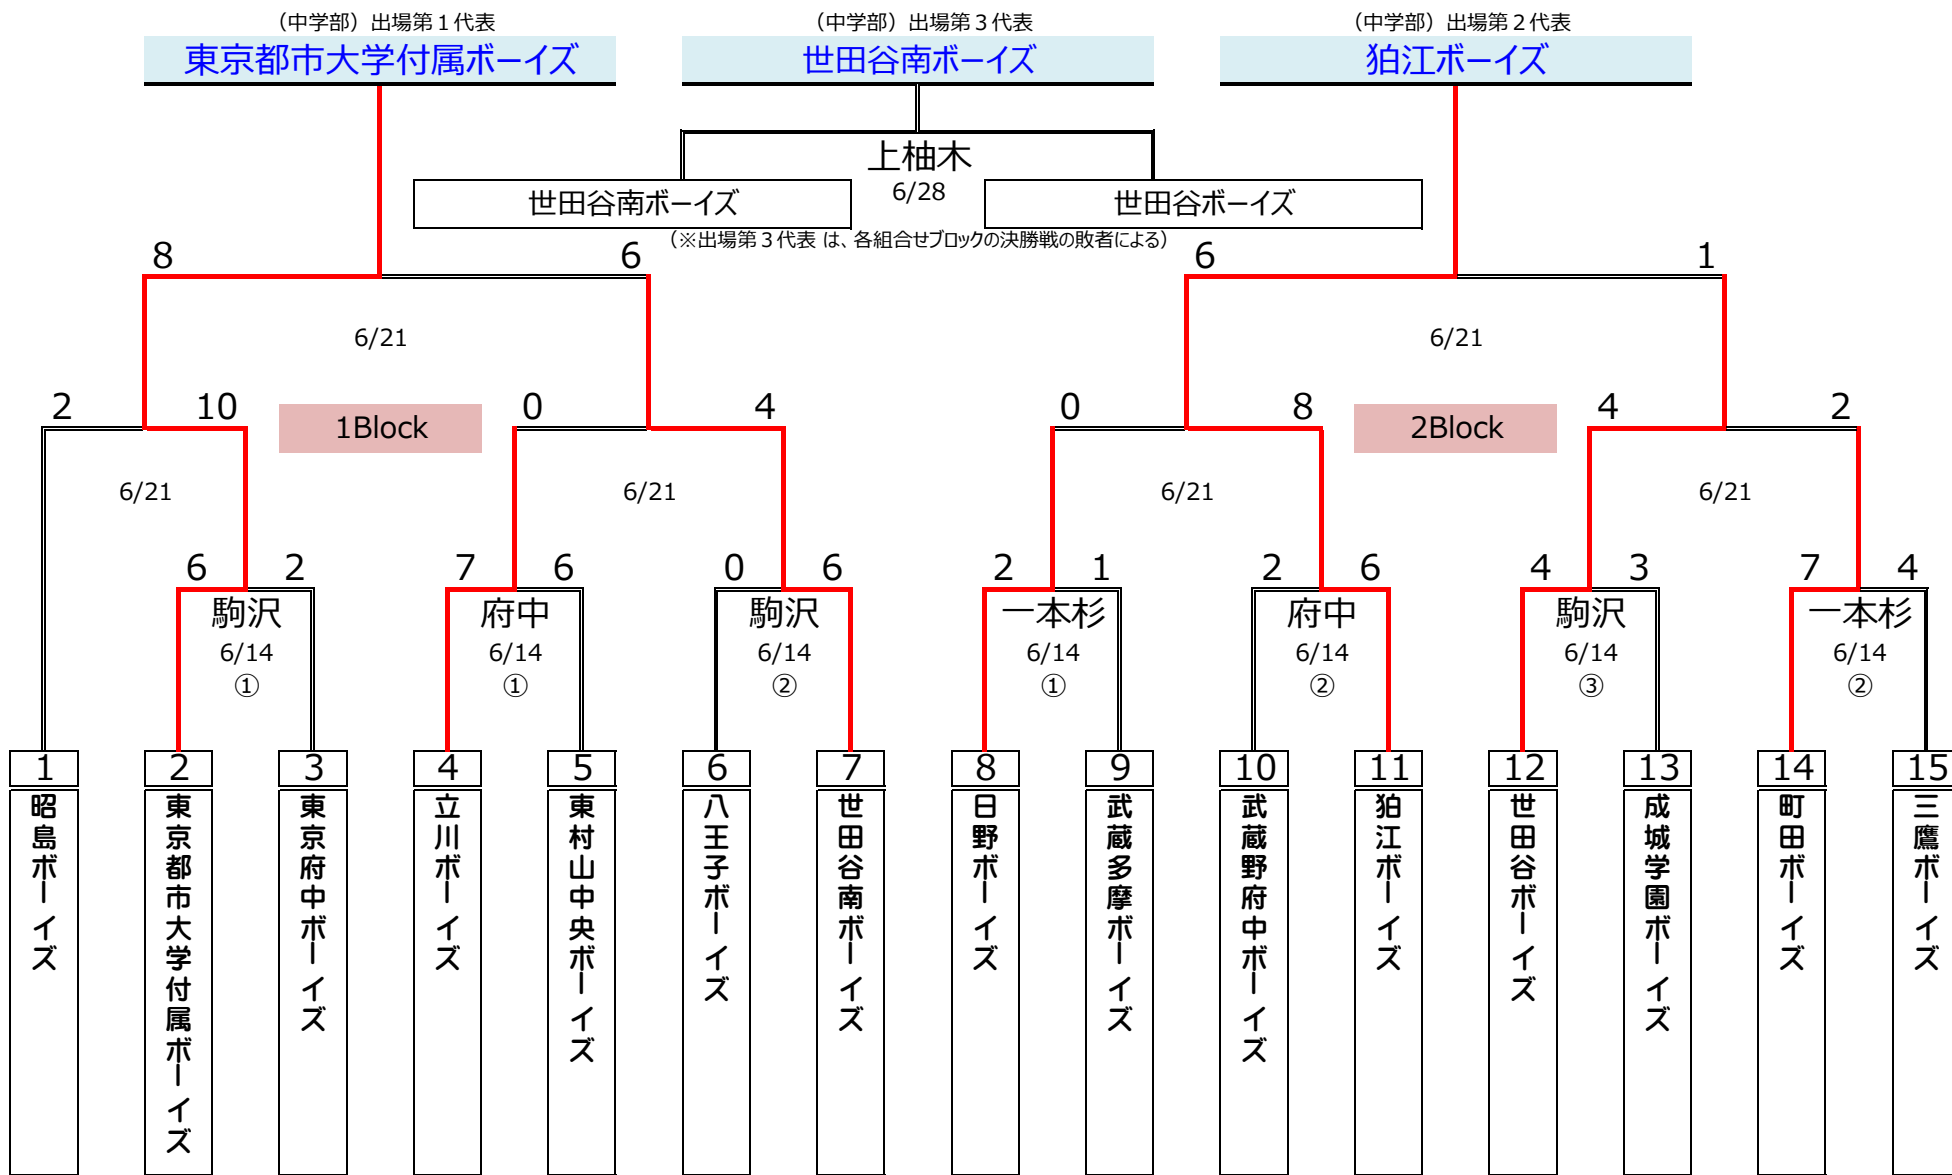 （中学部）出場第１代表
（中学部）出場第３代表
（中学部）出場第２代表
東京都市大学付属ボーイズ
世田谷南ボーイズ
狛江ボーイズ
上柚木
6/28
世田谷南ボーイズ
世田谷ボーイズ
（※出場第３代表 は、各組合せブロックの決勝戦の敗者による）
8
6
6
1
6/21
6/21
2
10
1Block
0
4
0
8
2Block
4
2
6/21
6/21
6/21
6/21
6
2
7
6
0
6
2
1
2
6
4
3
7
4
駒沢
府中
駒沢
一本杉
府中
駒沢
一本杉
6/14
6/14
6/14
6/14
6/14
6/14
6/14
①
①
②
①
②
③
②
1
2
3
4
5
6
7
8
9
10
11
12
13
14
15
昭島ボーイズ
東京都市大学付属ボーイズ
東京府中ボーイズ
立川ボーイズ
東村山中央ボーイズ
八王子ボーイズ
世田谷南ボーイズ
日野ボーイズ
武蔵多摩ボーイズ
武蔵野府中ボーイズ
狛江ボーイズ
世田谷ボーイズ
成城学園ボーイズ
町田ボーイズ
三鷹ボーイズ